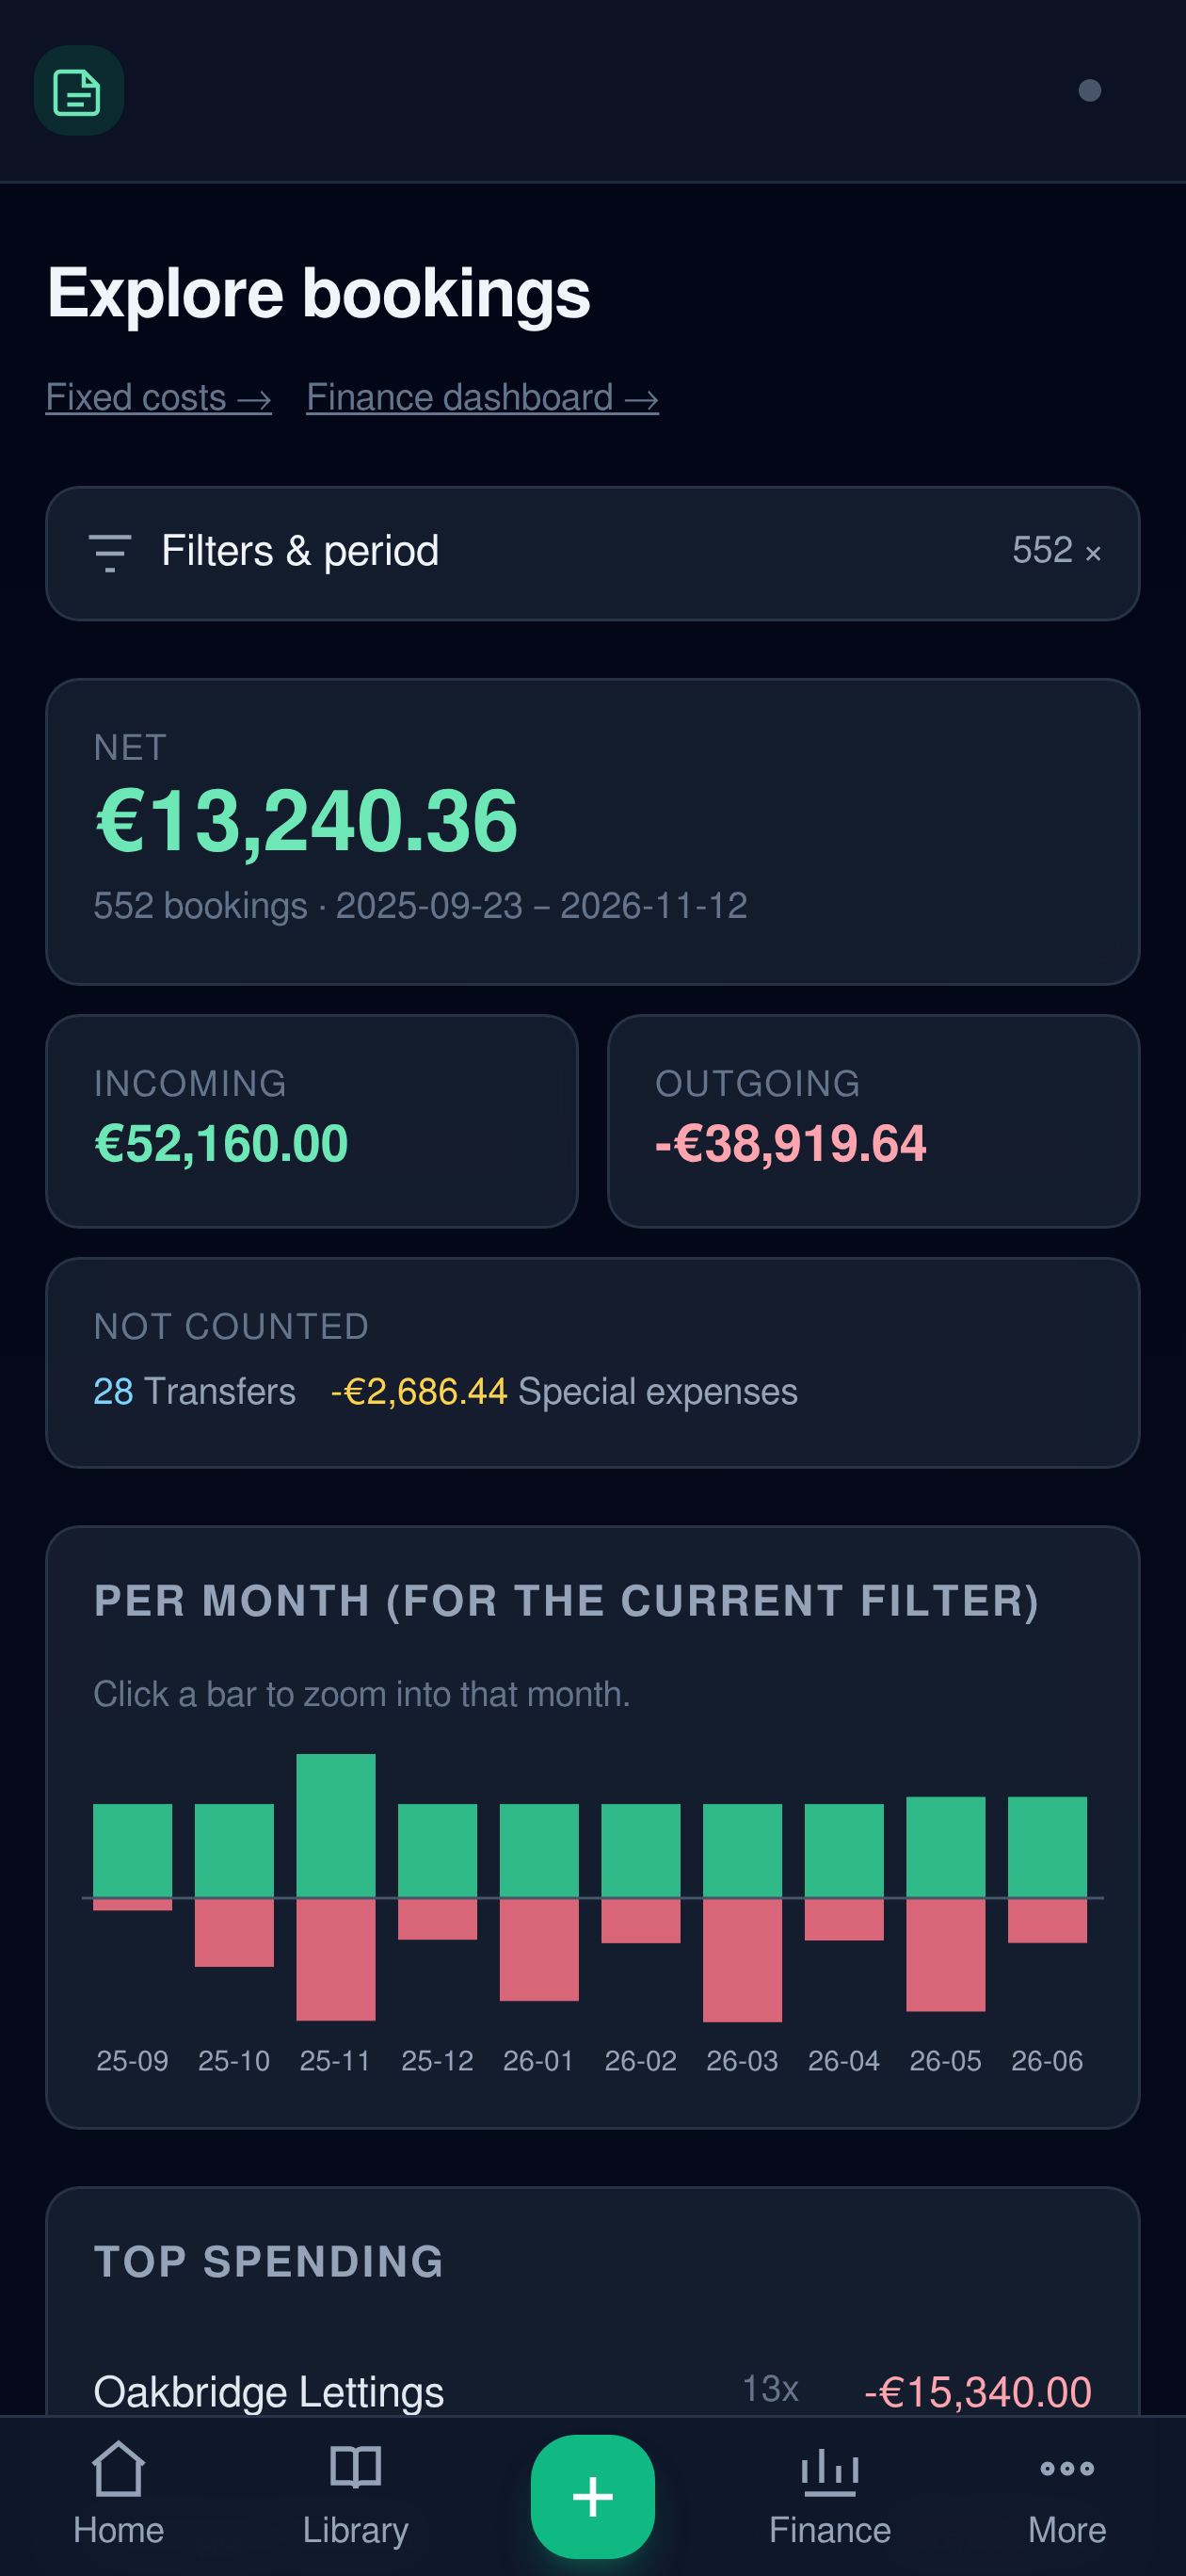 Explore bookings
Fixed costs → Finance dashboard →
Filters & period 552 ×
NET
€13,240.36
552 bookings · 2025-09-23 – 2026-11-12
INCOMING
€52,160.00
OUTGOING
-€38,919.64
NOT COUNTED
28 Transfers -€2,686.44 Special expenses
PER MONTH (FOR THE CURRENT FILTER)
Click a bar to zoom into that month.
25-09 25-10 25-11 25-12 26-01 26-02 26-03 26-04 26-05 26-06
TOP SPENDING
Oakbridge Lettings 13x -€15,340.00
Home Library + Finance More